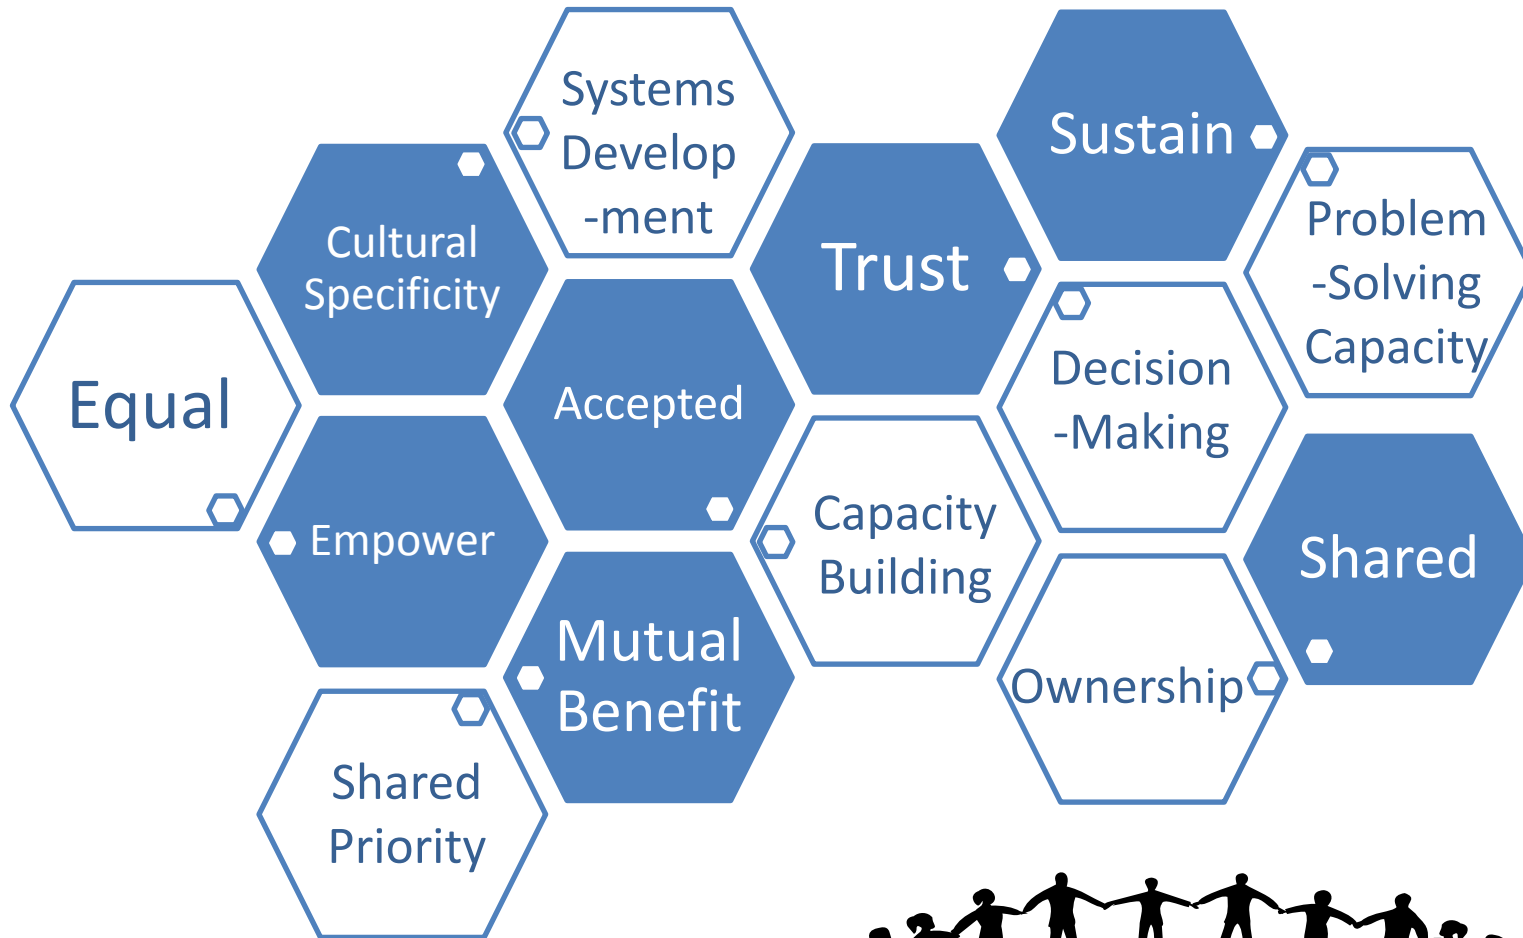 Systems
Develop
-ment
Sustain
Cultural
Specificity
Trust
Problem
-Solving
Capacity
Equal
Accepted
Decision
-Making
Empower
Capacity
Building
Shared
Mutual
Benefit
Ownership
Shared
Priority